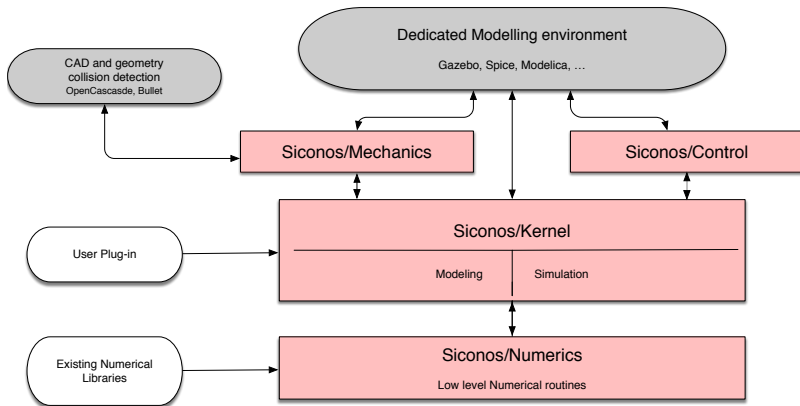 Dedicated Modelling environment
Gazebo, Spice, Modelica, ...
CAD and geometry
collision detection
OpenCascasde, Bullet
Siconos/Mechanics
Siconos/Control
Siconos/Kernel
User Plug-in
Modeling
Simulation
Siconos/Numerics
Existing Numerical
Libraries
Low level Numerical routines